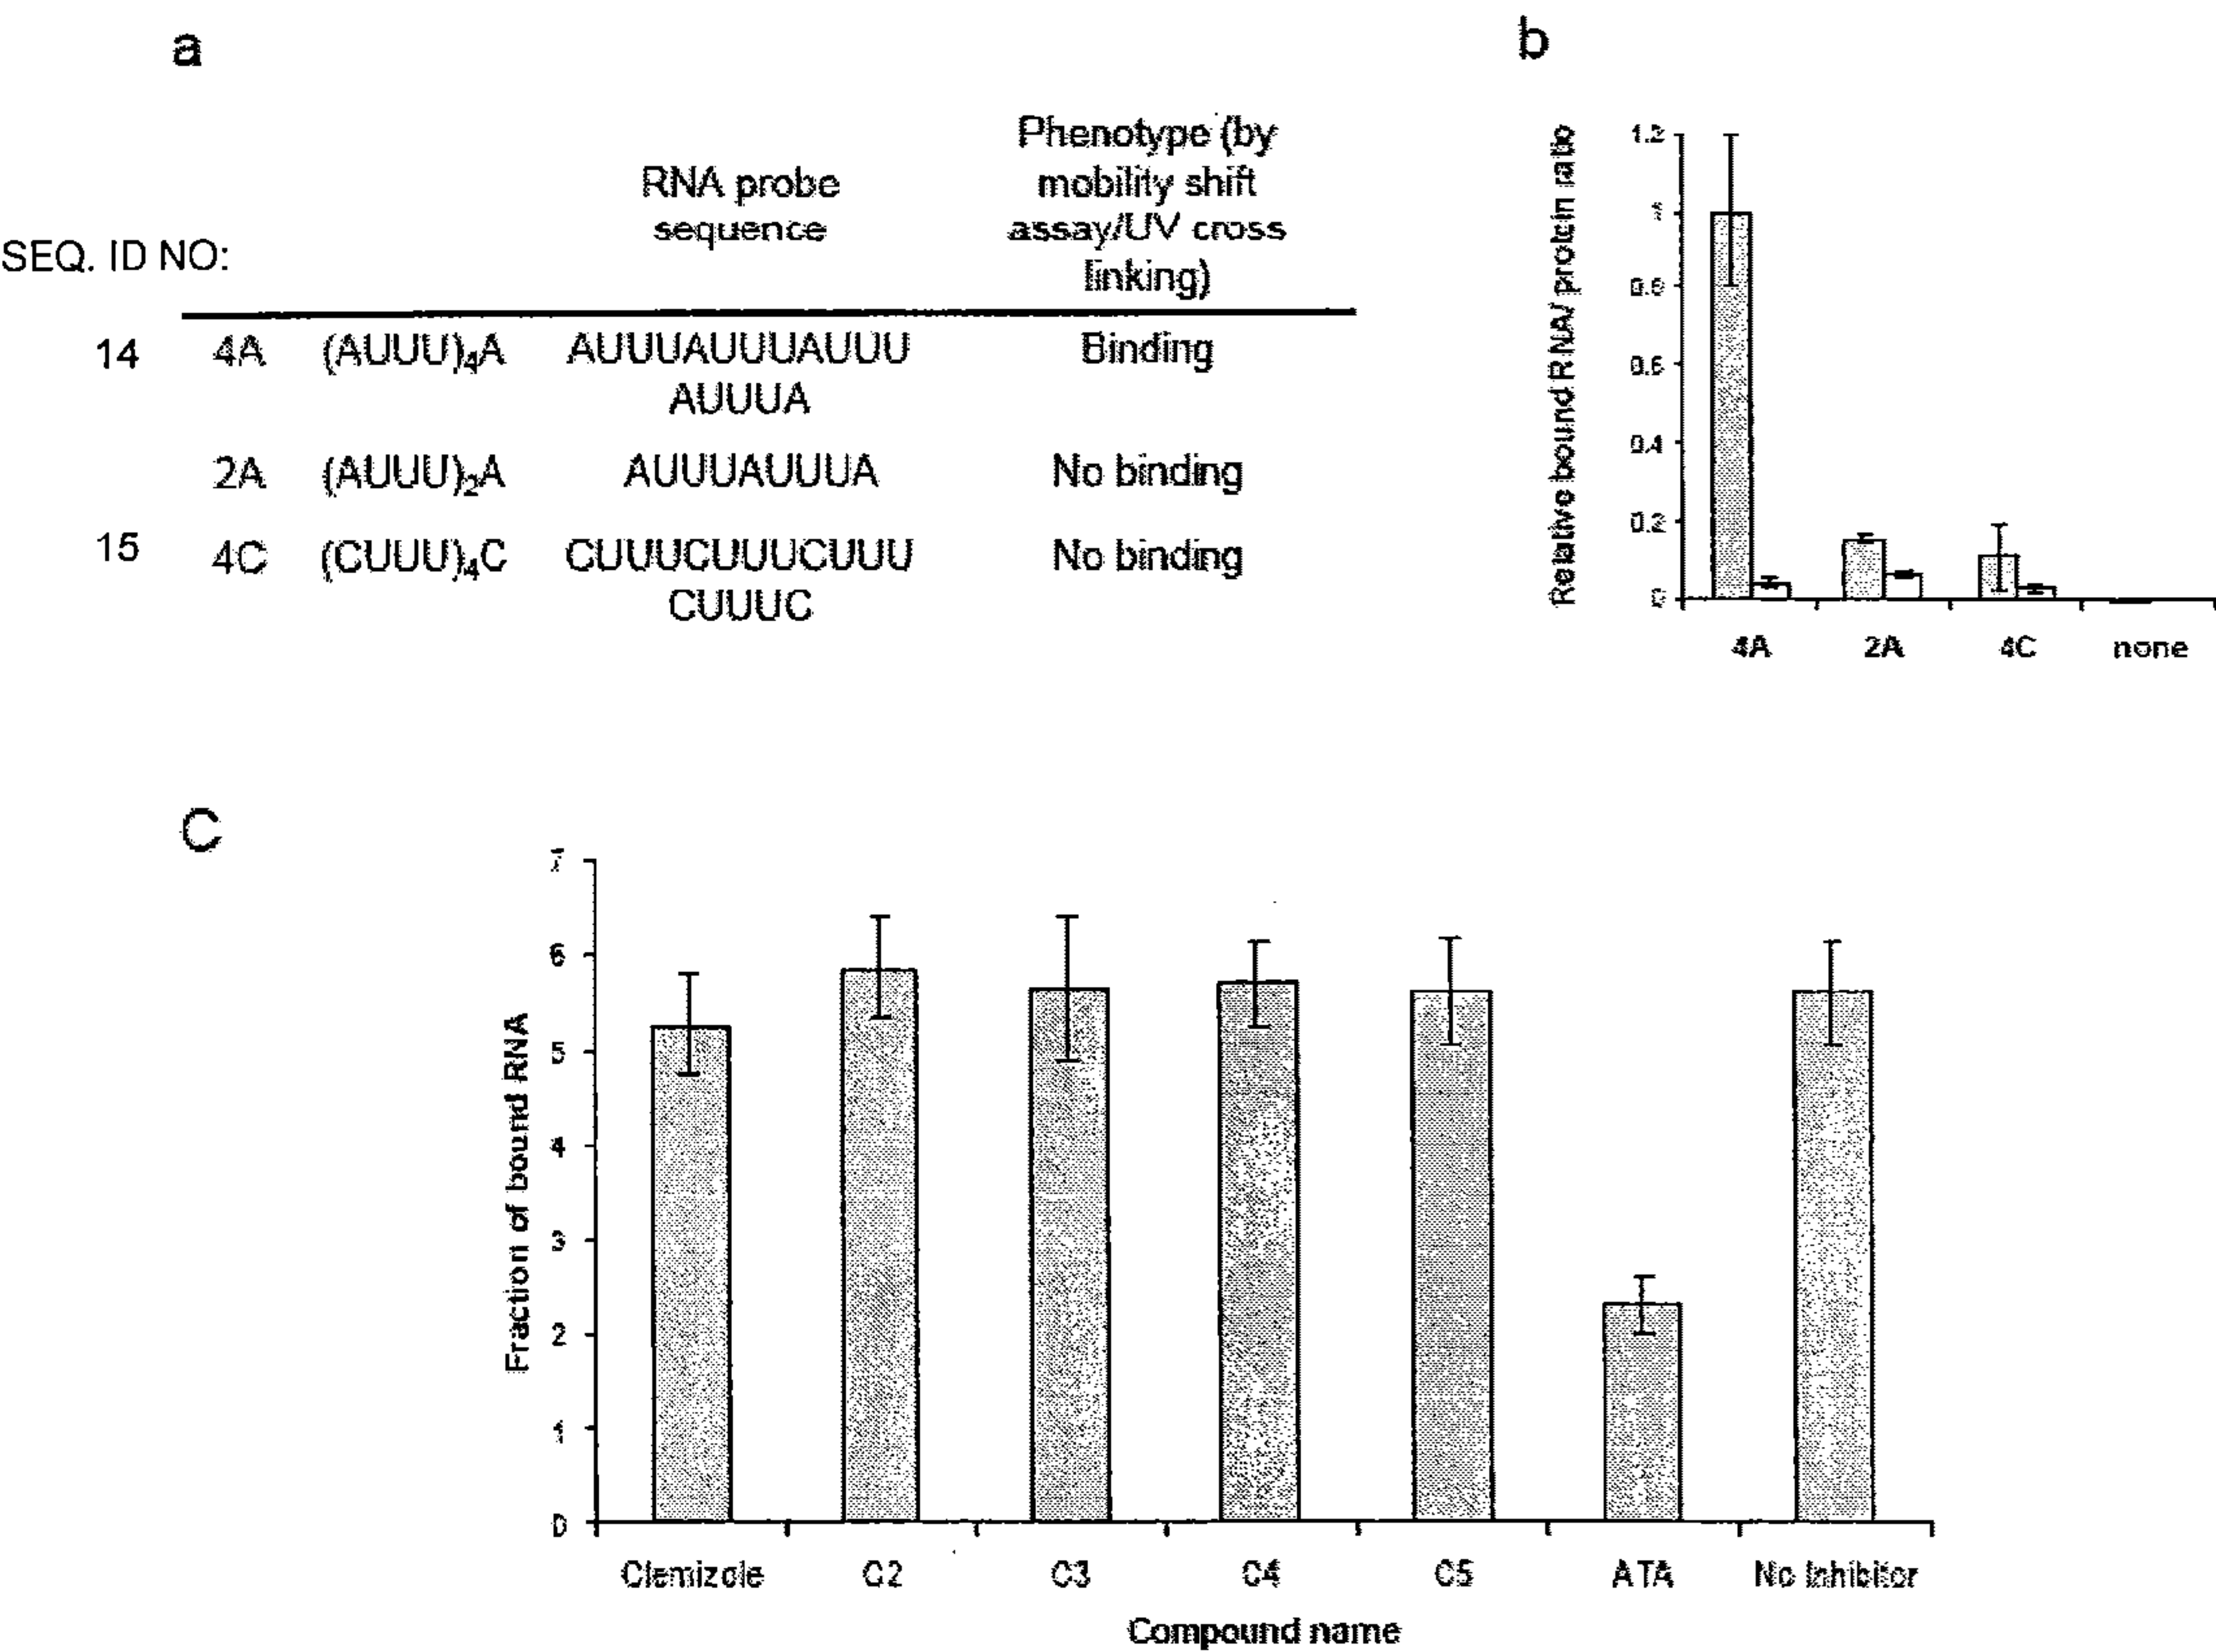 a
SEQ. ID NO:
RNA probe
sequence
Phenotype (by
mobility shift
assay/UV cross
linking)
14 4A (AUUU)₄A AUUUAUUUAUUU Binding
AUUUA
2A (AUUU)₂A AUUUAUUUA No binding
15 4C (CUUU)₄C CUUUCUUUCUUU No binding
CUUUC
b
Relative bound RNA/ protein ratio
1.2
1
0.8
0.6
0.4
0.2
0
4A 2A 4C none
C
Fraction of bound RNA
7
6
5
4
3
2
1
0
Clemizole C2 C3 C4 C5 ATA No Inhibitor
Compound name